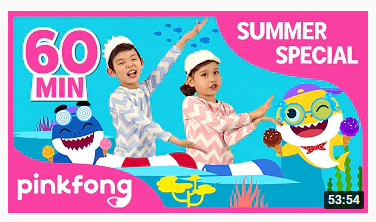 60
MIN
SUMMER
SPECIAL
pinkfong
53:54